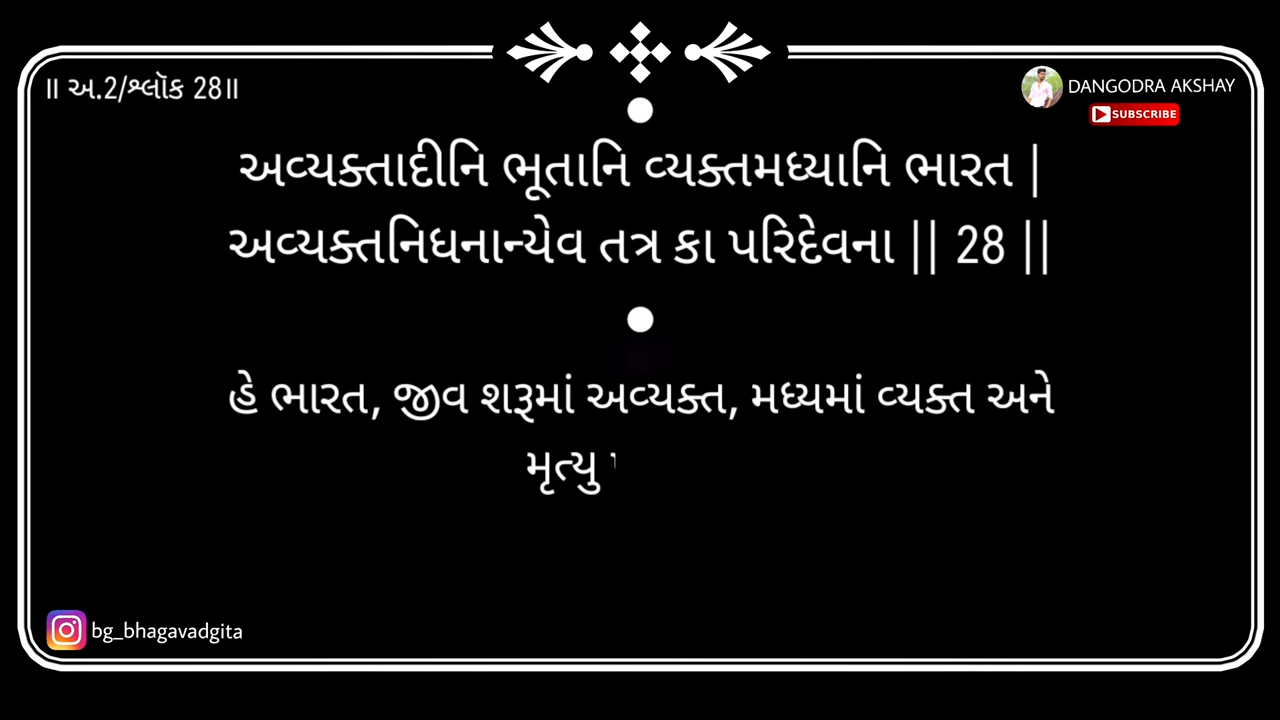 ॥ અ.2/શ્લૉક 28॥
DANGODRA AKSHAY
SUBSCRIBE
અવ્યક્તાદીનિ ભૂતાનિ વ્યક્તમધ્યાનિ ભારત |
અવ્યક્તનિધનાન્યેવ તત્ર કા પરિદેવના || 28 ||
હે ભારત, જીવ શરૂમાં અવ્યક્ત, મધ્યમાં વ્યક્ત અને
મૃત્યુ
bg_bhagavadgita